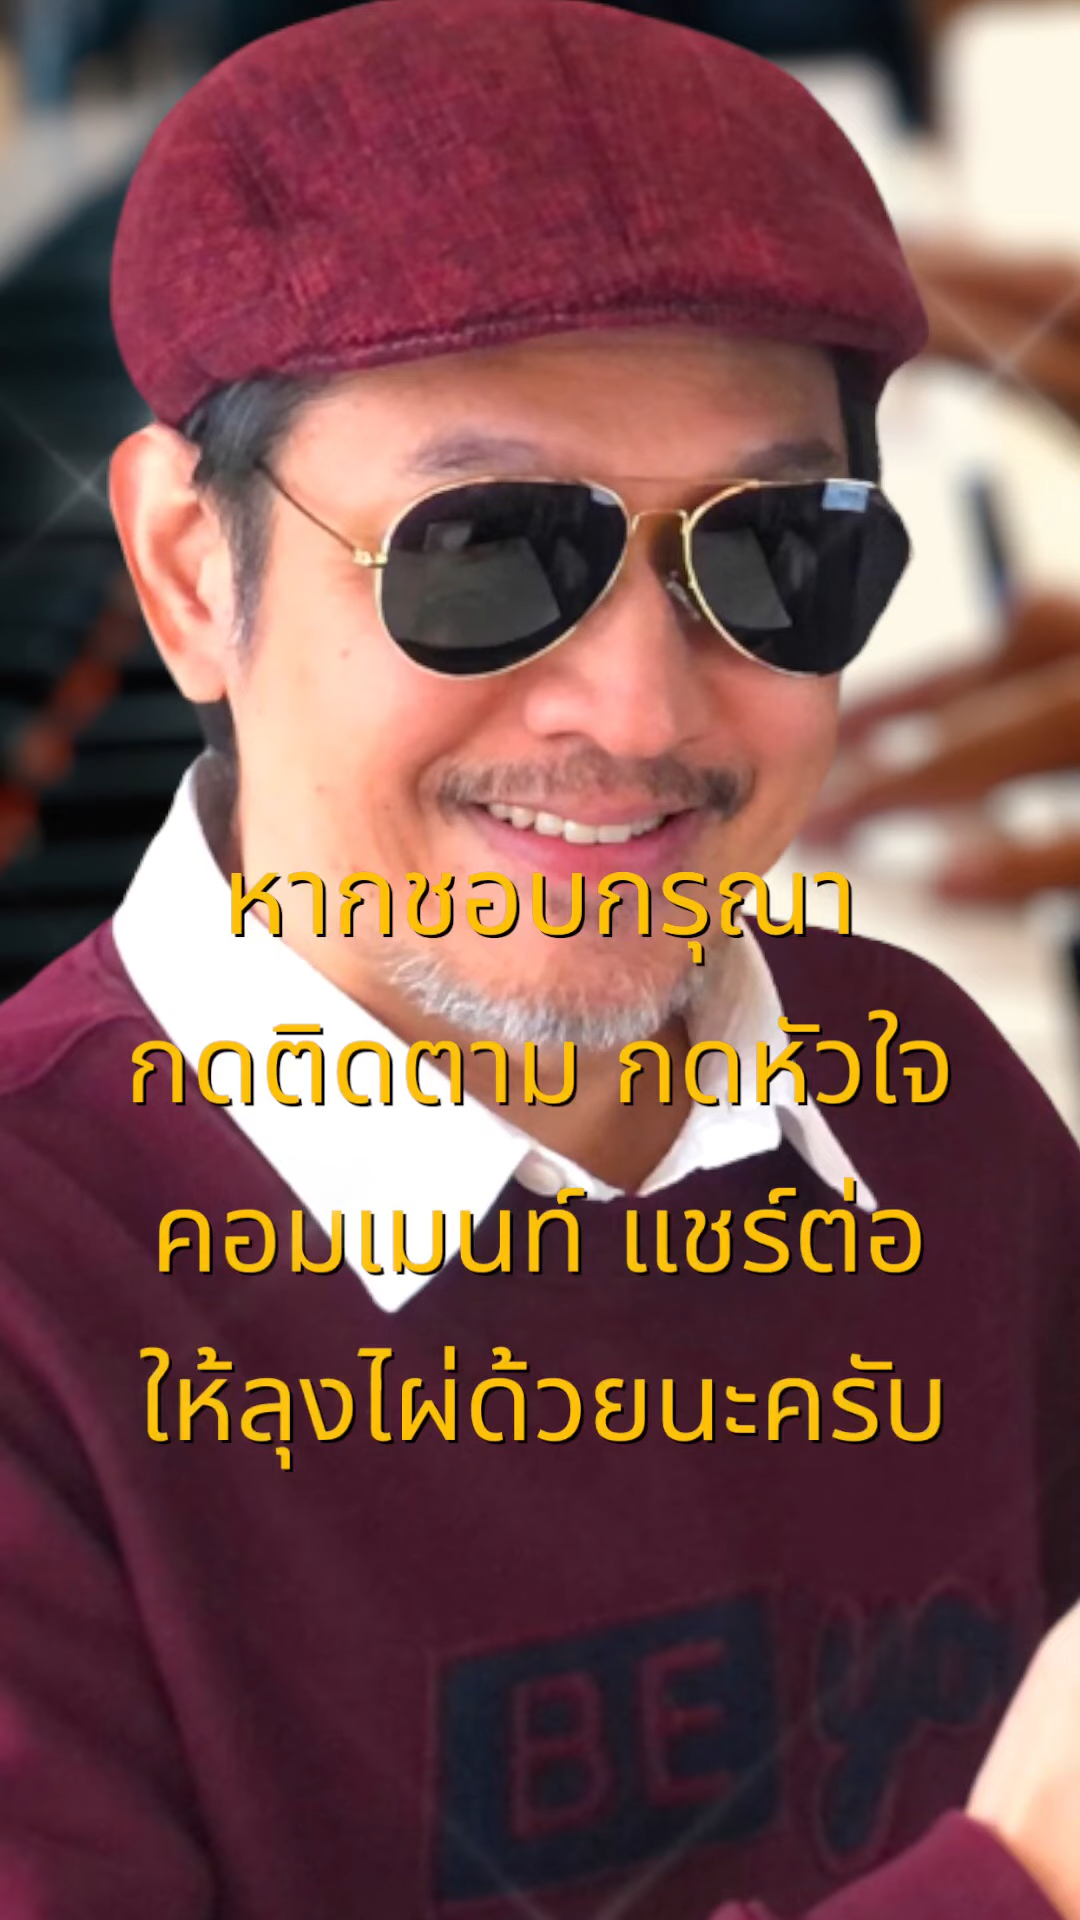 หากชอบกรุณา
กดติดตาม กดหัวใจ
คอมเมนท์ แชร์ต่อ
ให้ลุงไผ่ด้วยนะครับ
BE yo